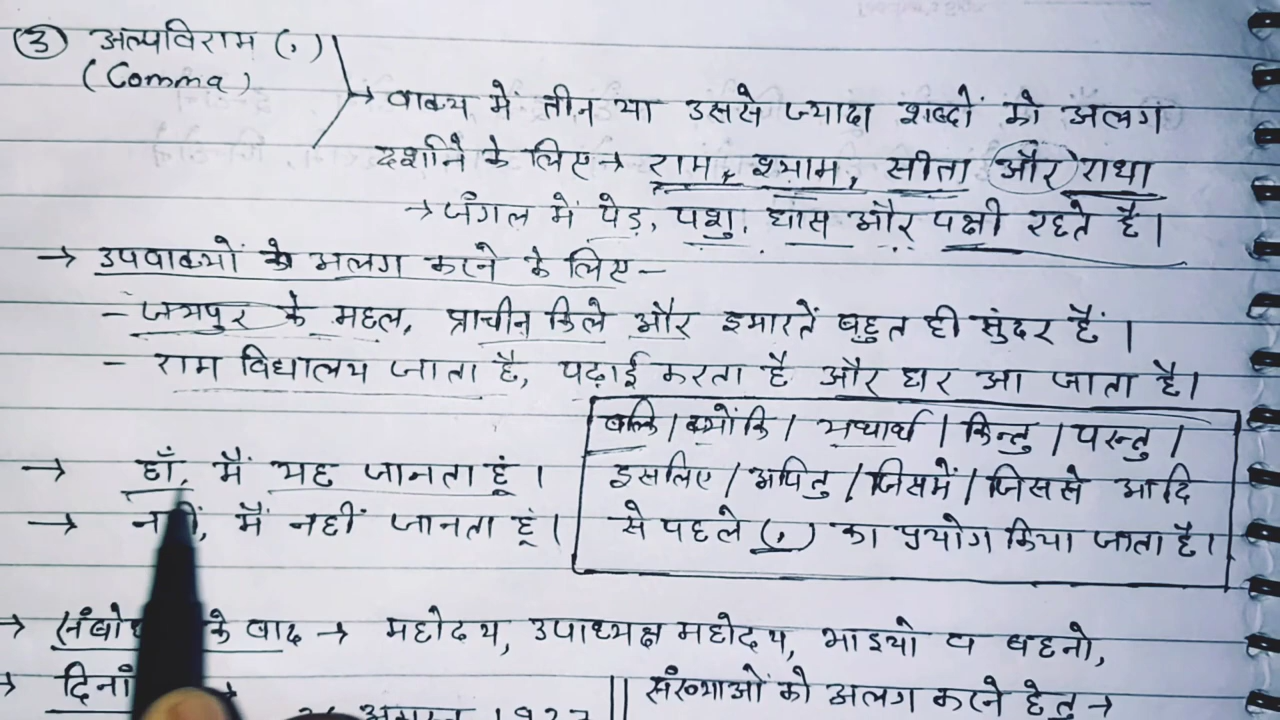 ③ अल्पविराम (,)
(Comma)
→ वाक्य में तीन या उससे ज्यादा शब्दों को अलग
दर्शाने के लिए → राम, श्याम, सीता और राधा
→ जंगल में पेड़, पशु, घास और पक्षी रहते है।
→ उपवाक्यों को अलग करने के लिए –
- जयपुर के महल, प्राचीन किले और इमारतें बहुत ही सुंदर हैं।
- राम विद्यालय जाता है, पढ़ाई करता है और घर आ जाता है।
→ हाँ, मैं यह जानता हूं।
→ नहीं, मैं नहीं जानता हूं।
बल्कि / क्योंकि / यथार्थ / किन्तु / परन्तु /
इसलिए / अपितु / जिसमें / जिससे आदि
से पहले (,) का प्रयोग किया जाता है।
→ के बाद → महोदय, उपाध्यक्ष महोदय, भाइयो व बहनो,
संख्याओं को अलग करने हेतु →